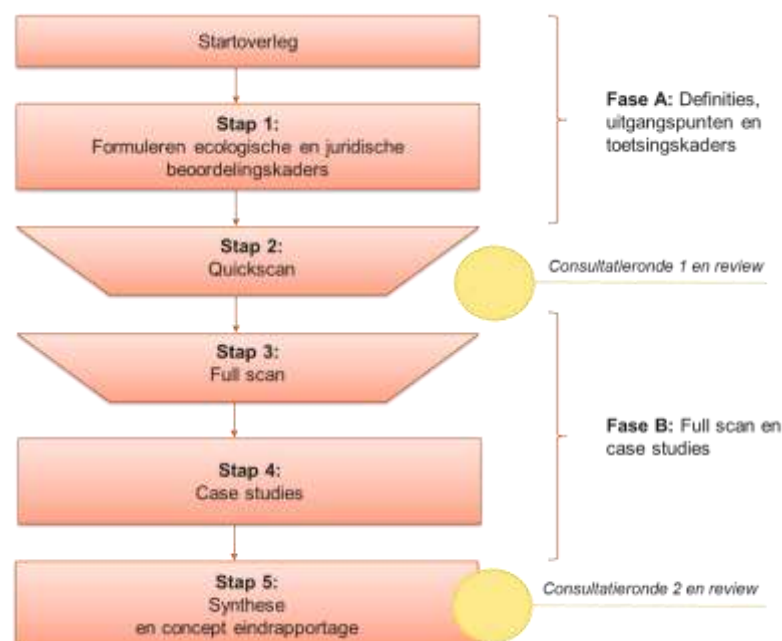 Startoverleg
Stap 1:
Formuleren ecologische en juridische
beoordelingskaders
Fase A: Definities,
uitgangspunten en
toetsingskaders
Stap 2:
Quickscan
Consultatieronde 1 en review
Stap 3:
Full scan
Stap 4:
Case studies
Fase B: Full scan en
case studies
Stap 5:
Synthese
en concept eindrapportage
Consultatieronde 2 en review